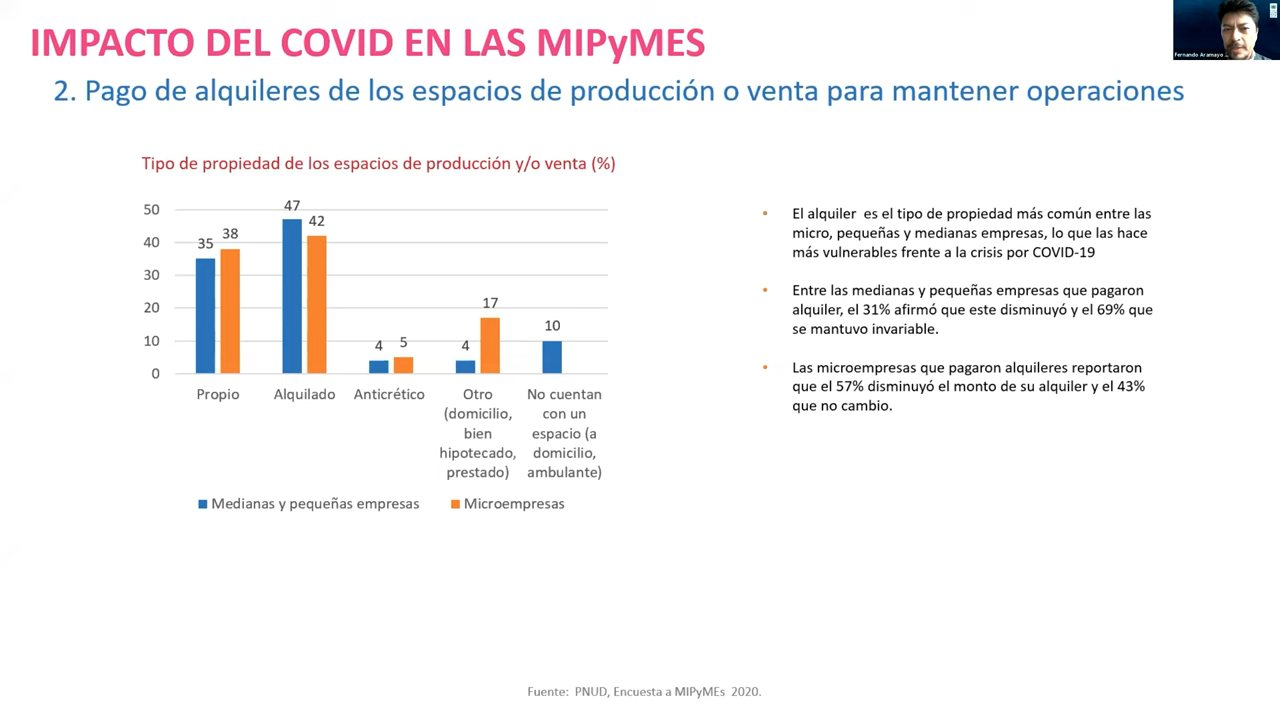 IMPACTO DEL COVID EN LAS MIPyMES
2. Pago de alquileres de los espacios de producción o venta para mantener operaciones
Fernando Aramayo
Tipo de propiedad de los espacios de producción y/o venta (%)
50
40
30
20
10
0
35
38
47
42
4
5
4
17
10
Propio
Alquilado
Anticrético
Otro
(domicilio,
bien
hipotecado,
prestado)
No cuentan
con un
espacio (a
domicilio,
ambulante)
Medianas y pequeñas empresas
Microempresas
• El alquiler es el tipo de propiedad más común entre las
micro, pequeñas y medianas empresas, lo que las hace
más vulnerables frente a la crisis por COVID-19
• Entre las medianas y pequeñas empresas que pagaron
alquiler, el 31% afirmó que este disminuyó y el 69% que
se mantuvo invariable.
• Las microempresas que pagaron alquileres reportaron
que el 57% disminuyó el monto de su alquiler y el 43%
que no cambio.
Fuente: PNUD, Encuesta a MIPyMEs 2020.